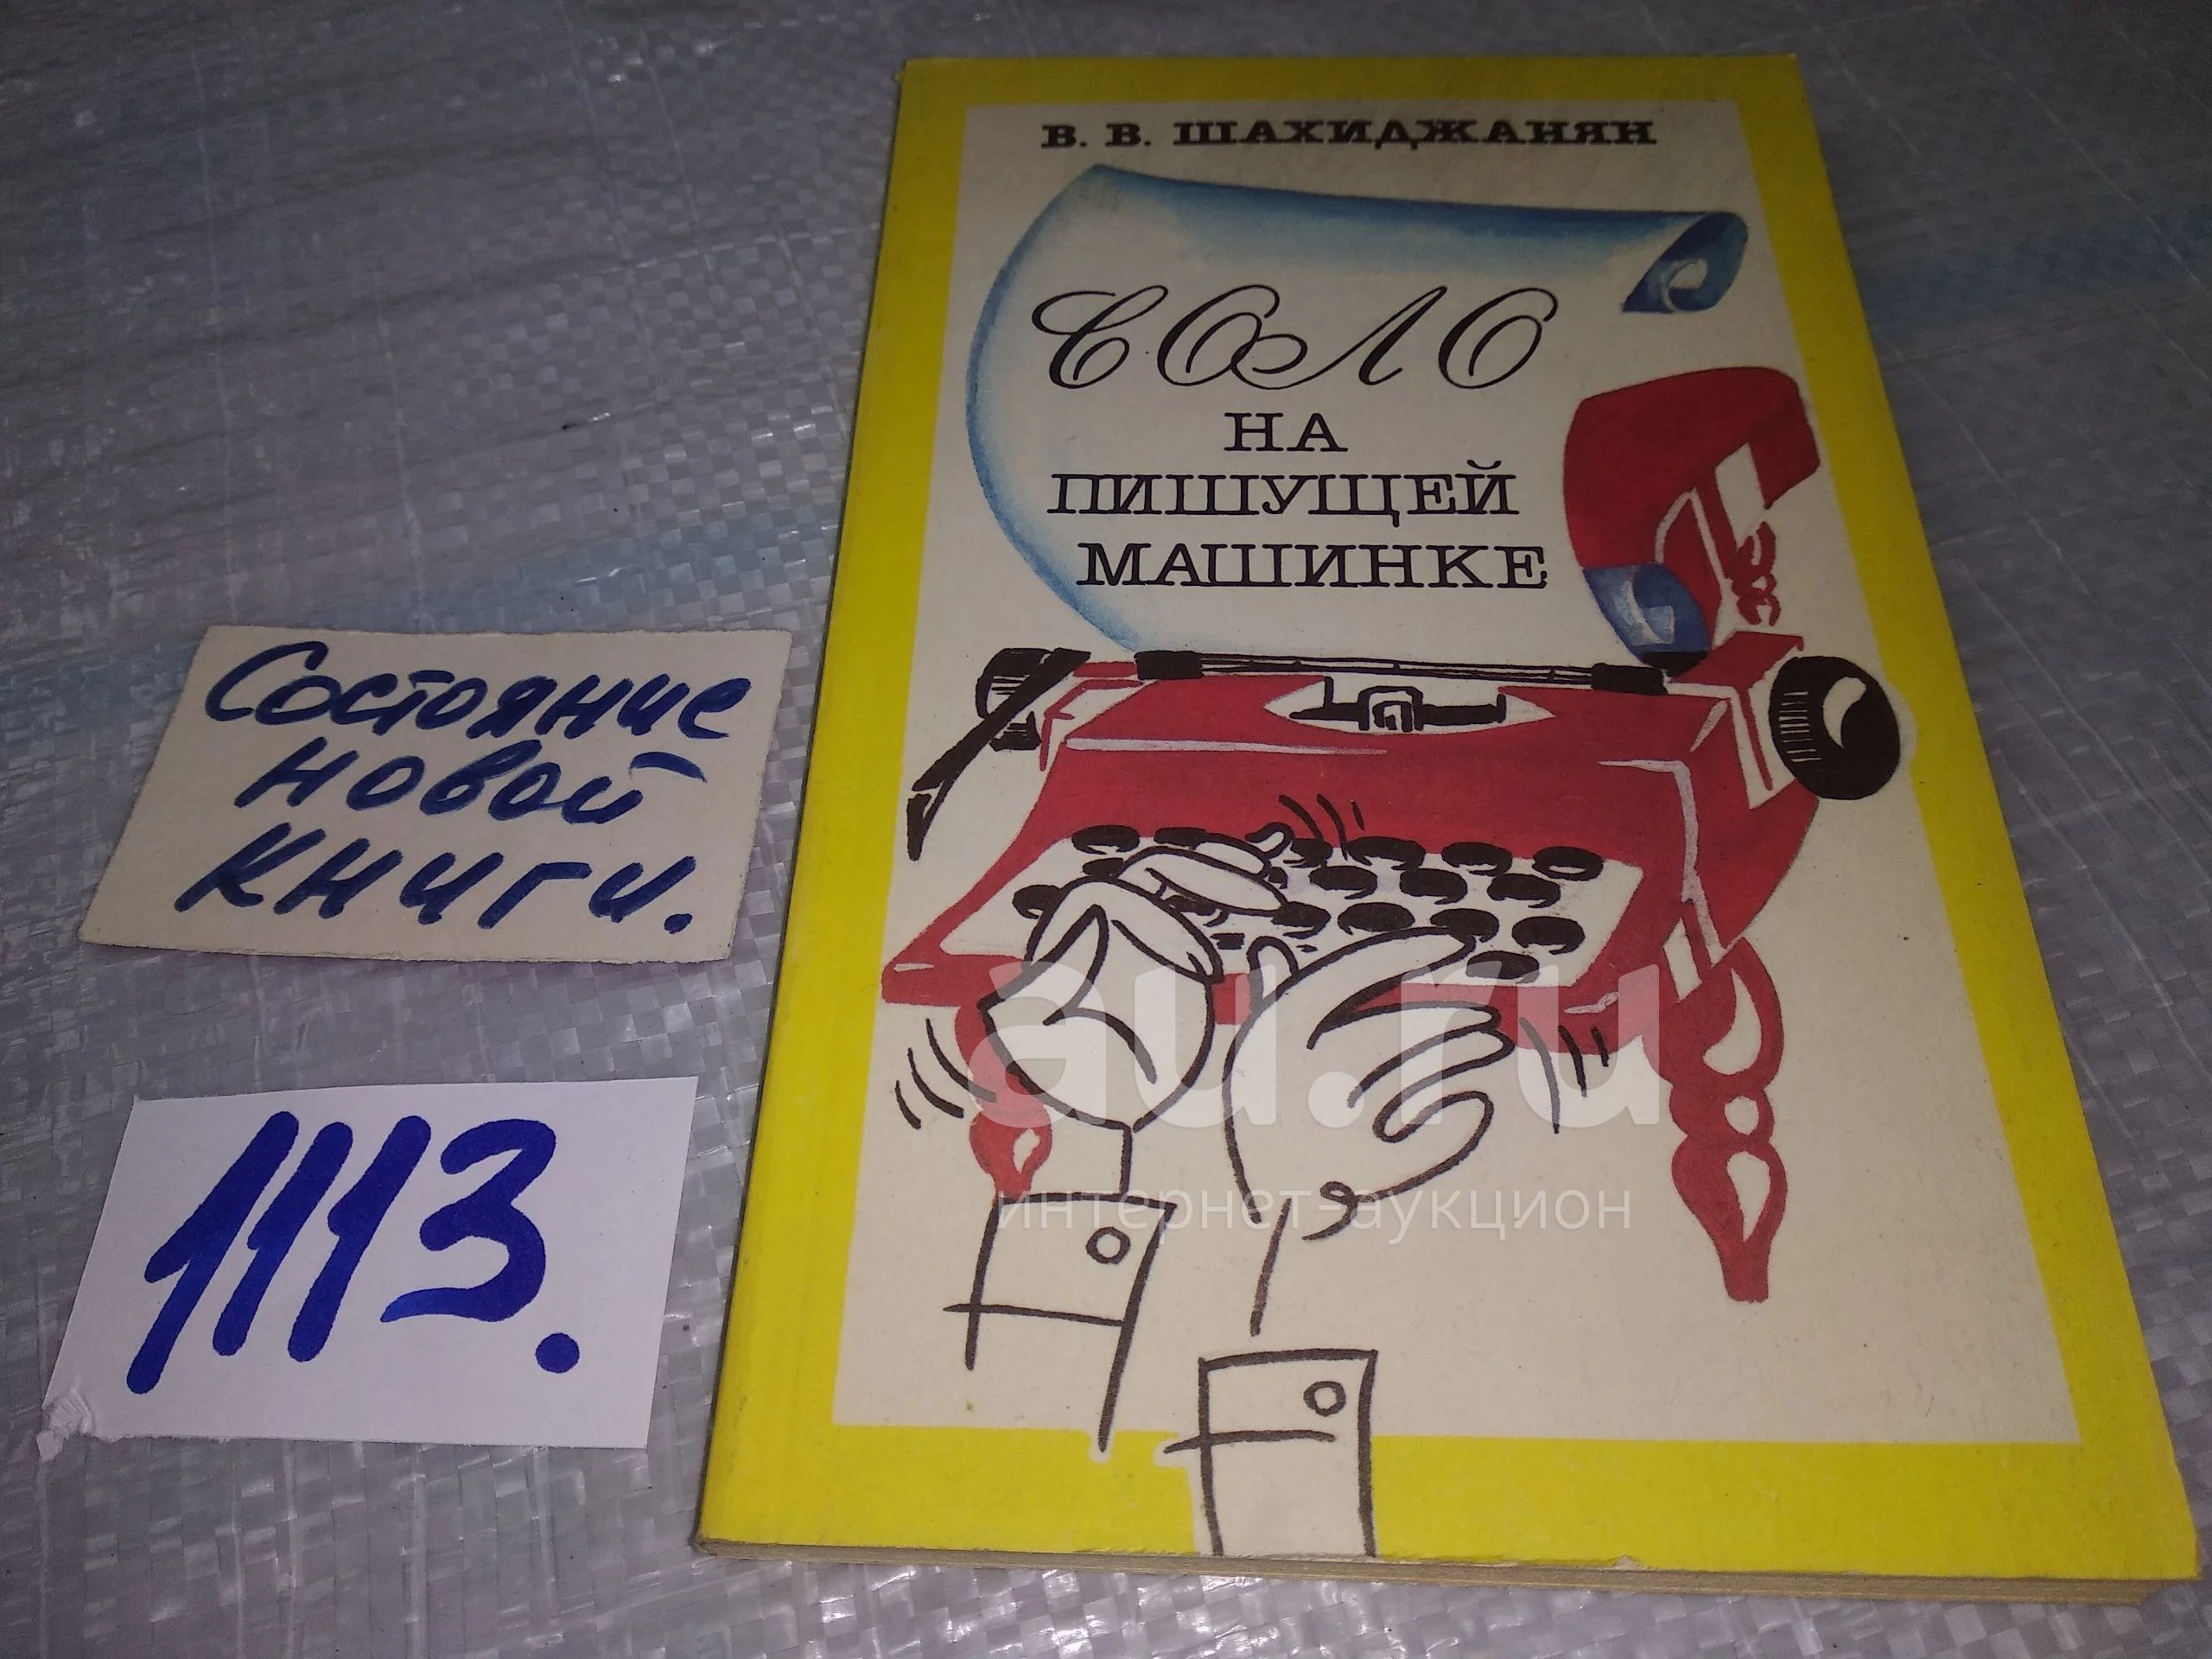 В. В. ШАХИДЖАНЯН
СОЛО
НА
ПИШУЩЕЙ
МАШИНКЕ
Состояние
новой
книги.
1113.
au.ru
интернет-аукцион